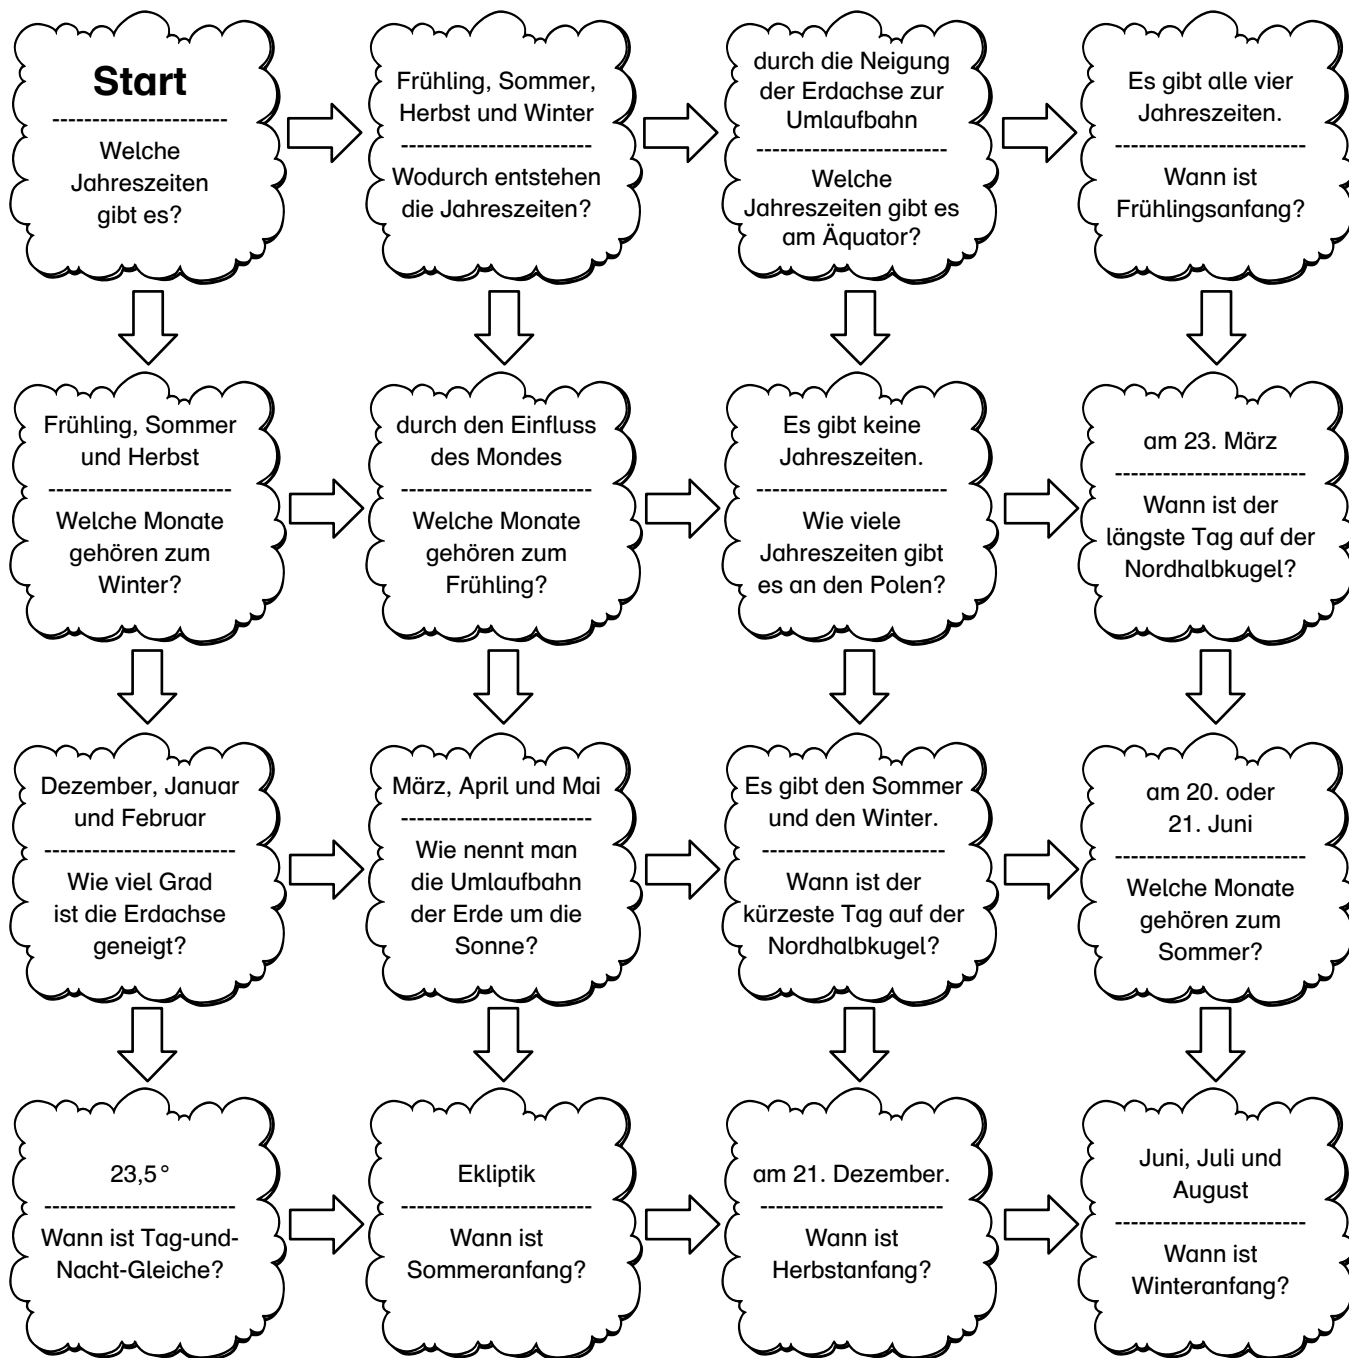 Start
------------------------
Welche
Jahreszeiten
gibt es?
Frühling, Sommer,
Herbst und Winter
------------------------
Wodurch entstehen
die Jahreszeiten?
durch die Neigung
der Erdachse zur
Umlaufbahn
------------------------
Welche
Jahreszeiten gibt es
am Äquator?
Es gibt alle vier
Jahreszeiten.
------------------------
Wann ist
Frühlingsanfang?
Frühling, Sommer
und Herbst
------------------------
Welche Monate
gehören zum
Winter?
durch den Einfluss
des Mondes
------------------------
Welche Monate
gehören zum
Frühling?
Es gibt keine
Jahreszeiten.
------------------------
Wie viele
Jahreszeiten gibt
es an den Polen?
am 23. März
------------------------
Wann ist der
längste Tag auf der
Nordhalbkugel?
Dezember, Januar
und Februar
------------------------
Wie viel Grad
ist die Erdachse
geneigt?
März, April und Mai
------------------------
Wie nennt man
die Umlaufbahn
der Erde um die
Sonne?
Es gibt den Sommer
und den Winter.
------------------------
Wann ist der
kürzeste Tag auf der
Nordhalbkugel?
am 20. oder
21. Juni
------------------------
Welche Monate
gehören zum
Sommer?
23,5°
------------------------
Wann ist Tag-und-
Nacht-Gleiche?
Ekliptik
------------------------
Wann ist
Sommeranfang?
am 21. Dezember.
------------------------
Wann ist
Herbstanfang?
Juni, Juli und
August
------------------------
Wann ist
Winteranfang?